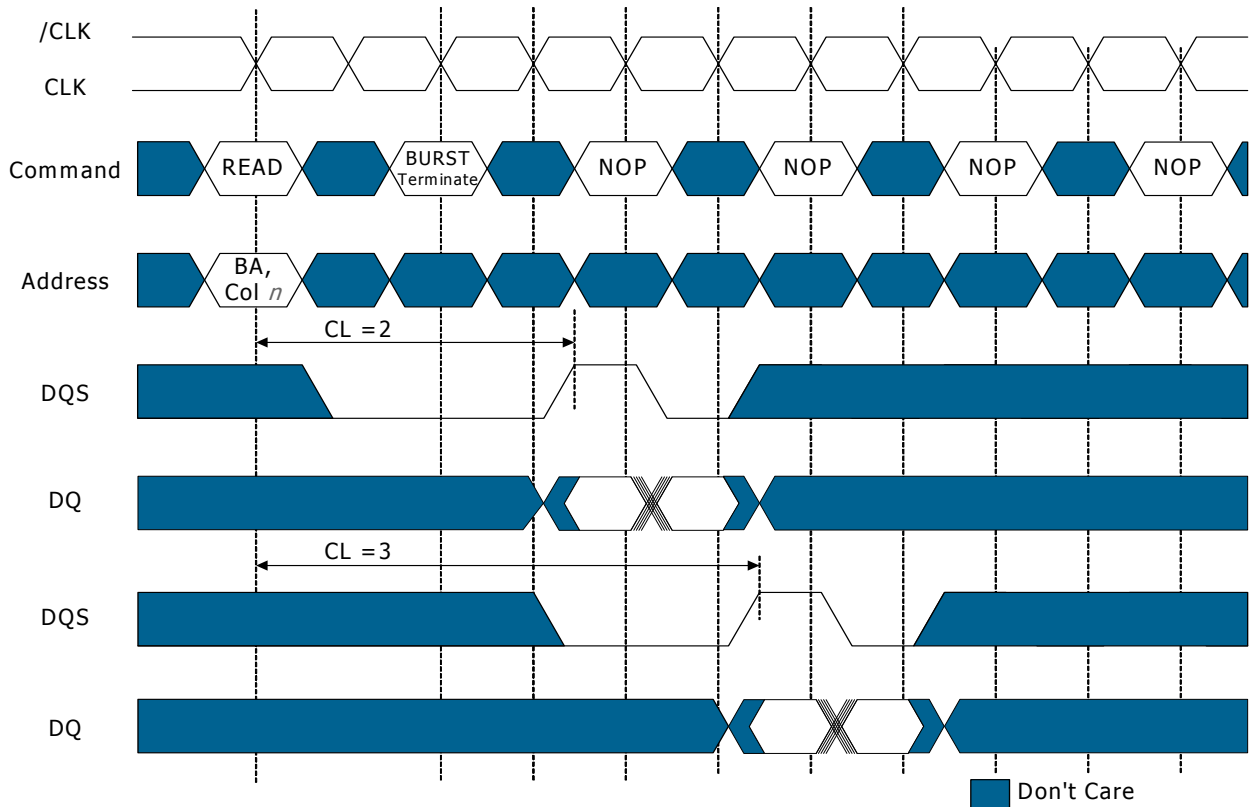 /CLK
CLK
Command
READ
BURST
Terminate
NOP
NOP
NOP
NOP
Address
BA,
Col n
CL =2
DQS
DQ
CL =3
DQS
DQ
Don't Care